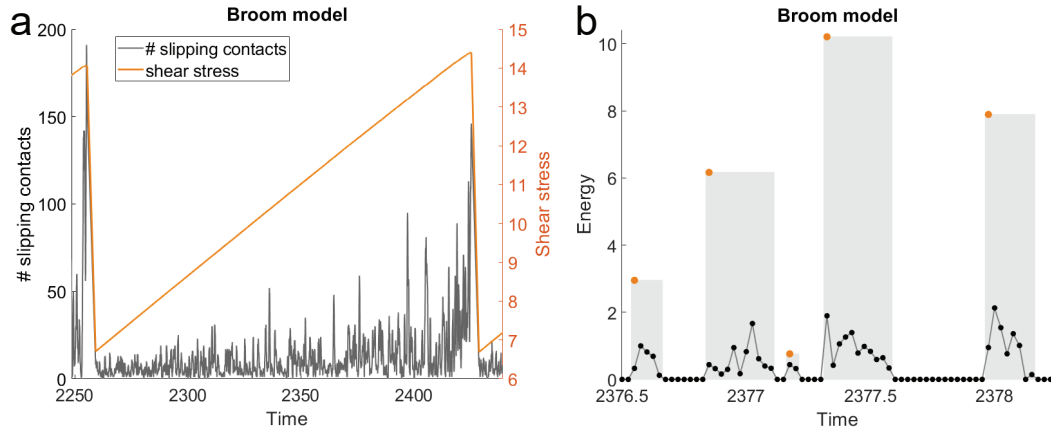 a
Broom model
# slipping contacts
shear stress
200
150
100
50
0
# slipping contacts
15
14
13
12
11
10
9
8
7
6
Shear stress
2250
2300
2350
2400
Time
b
Broom model
10
8
6
4
2
0
Energy
2376.5
2377
2377.5
2378
Time